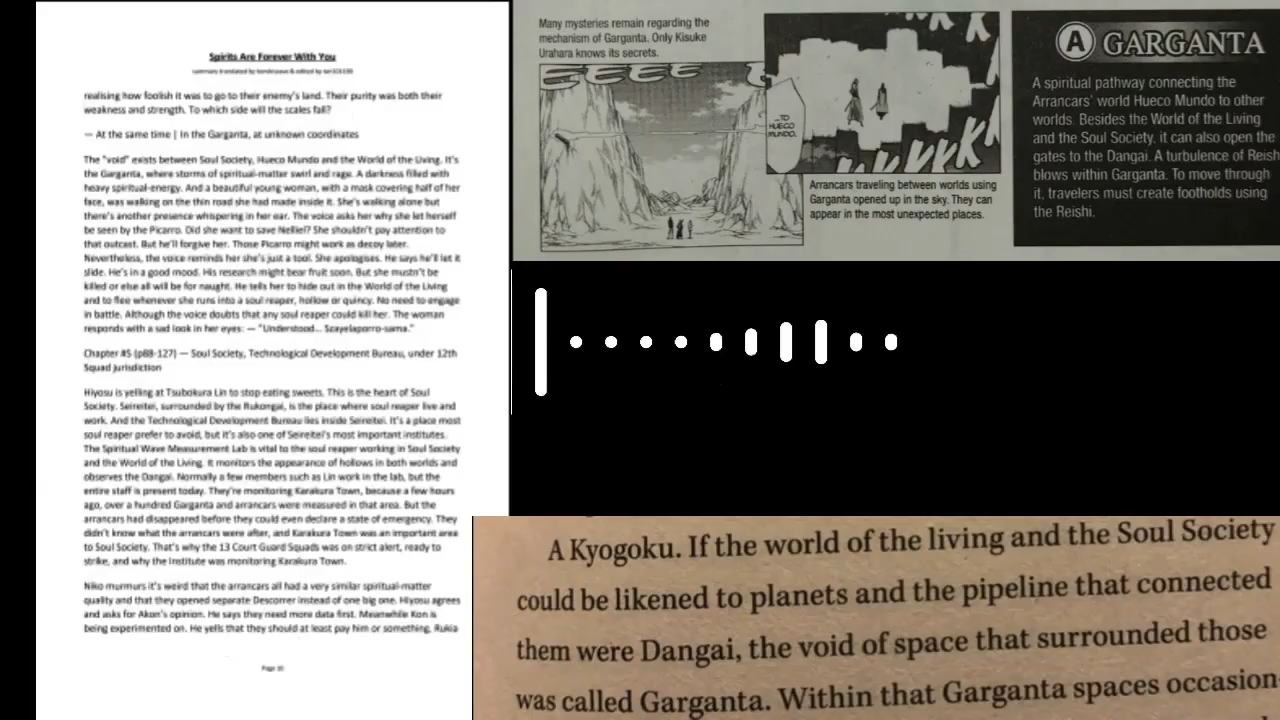 Spirits Are Forever With You
realising how foolish it was to go to their enemy's land. Their purity was both their
weakness and strength. To which side will the scales fall?
— At the same time | In the Garganta, at unknown coordinates
The "void" exists between Soul Society, Hueco Mundo and the World of the Living. It's
the Garganta, where storms of spiritual-matter swirl and rage. A darkness filled with
heavy spiritual-energy. And a beautiful young woman, with a mask covering half of her
face, was walking on the thin road she had made inside it. She's walking alone but
there's another presence whispering in her ear. The voice asks her why she let herself
be seen by the Picarro. Did she want to save Nelliel? She shouldn't pay attention to
that outcast. But he'll forgive her. Those Picarro might work as decoy later.
Nevertheless, the voice reminds her she's just a tool. She apologises. He says he'll let it
slide. He's in a good mood. His research might bear fruit soon. But she mustn't be
killed or else all will be for naught. He tells her to hide out in the World of the Living
and to flee whenever she runs into a soul reaper, hollow or quincy. No need to engage
in battle. Although the voice doubts that any soul reaper could kill her. The woman
responds with a sad look in her eyes: — "Understood... Szayelaporro-sama."
Chapter #5 (p88-127) — Soul Society, Technological Development Bureau, under 12th
Squad jurisdiction
Hiyosu is yelling at Tsubokura Lin to stop eating sweets. This is the heart of Soul
Society. Seireitei, surrounded by the Rukongai, is the place where soul reaper live and
work. And the Technological Development Bureau lies inside Seireitei. It's a place most
soul reaper prefer to avoid, but it's also one of Seireitei's most important institutes.
The Spiritual Wave Measurement Lab is vital to the soul reaper working in Soul Society
and the World of the Living. It monitors the appearance of hollows in both worlds and
observes the Dangai. Normally a few members such as Lin work in the lab, but the
entire staff is present today. They're monitoring Karakura Town, because a few hours
ago, over a hundred Garganta and arrancars were measured in that area. But the
arrancars had disappeared before they could even declare a state of emergency. They
didn't know what the arrancars were after, and Karakura Town was an important area
to Soul Society. That's why the 13 Court Guard Squads was on strict alert, ready to
strike, and why the Institute was monitoring Karakura Town.
Niko murmurs it's weird that the arrancars all had a very similar spiritual-matter
quality and that they opened separate Descorrer instead of one big one. Hiyosu agrees
and asks for Akon's opinion. He says they need more data first. Meanwhile Kon is
being experimented on. He yells that they should at least pay him or something. Rukia
Many mysteries remain regarding the
mechanism of Garganta. Only Kisuke
Urahara knows its secrets.
EEEE
...TO
HUECO
MUNDO.
Arrancars traveling between worlds using
Garganta opened up in the sky. They can
appear in the most unexpected places.
A GARGANTA
A spiritual pathway connecting the
Arrancars' world Hueco Mundo to other
worlds. Besides the World of the Living
and the Soul Society, it can also open the
gates to the Dangai. A turbulence of Reish
blows within Garganta. To move through
it, travelers must create footholds using
the Reishi.
A Kyogoku. If the world of the living and the Soul Society
could be likened to planets and the pipeline that connected
them were Dangai, the void of space that surrounded those
was called Garganta. Within that Garganta spaces occasion-